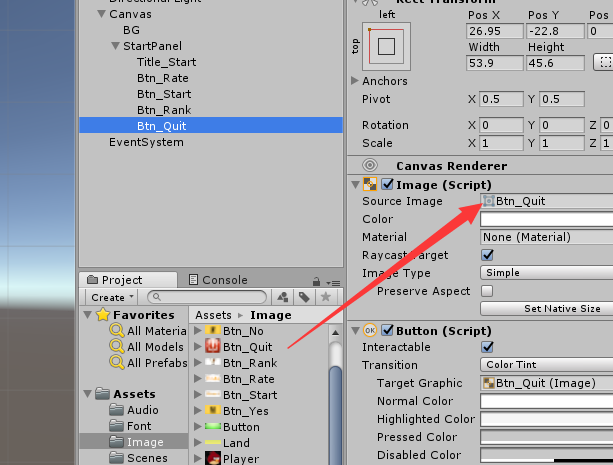 Directional Light
Canvas
BG
StartPanel
Title_Start
Btn_Rate
Btn_Start
Btn_Rank
Btn_Quit
EventSystem
Project
Console
Create
Favorites
All Materia
All Models
All Prefabs
Assets
Audio
Font
Image
Scenes
Assets ▸ Image
Btn_No
Btn_Quit
Btn_Rank
Btn_Rate
Btn_Start
Btn_Yes
Button
Land
Player
Rect Transform
left
top
Pos X Pos Y Pos
26.95 -22.8 0
Width Height
53.9 45.6
Anchors
Pivot X 0.5 Y 0.5
Rotation X 0 Y 0 Z 0
Scale X 1 Y 1 Z 1
Canvas Renderer
Image (Script)
Source Image Btn_Quit
Color
Material None (Material)
Raycast Target
Image Type Simple
Preserve Aspect
Set Native Size
OK Button (Script)
Interactable
Transition Color Tint
Target Graphic Btn_Quit (Image)
Normal Color
Highlighted Color
Pressed Color
Disabled Color